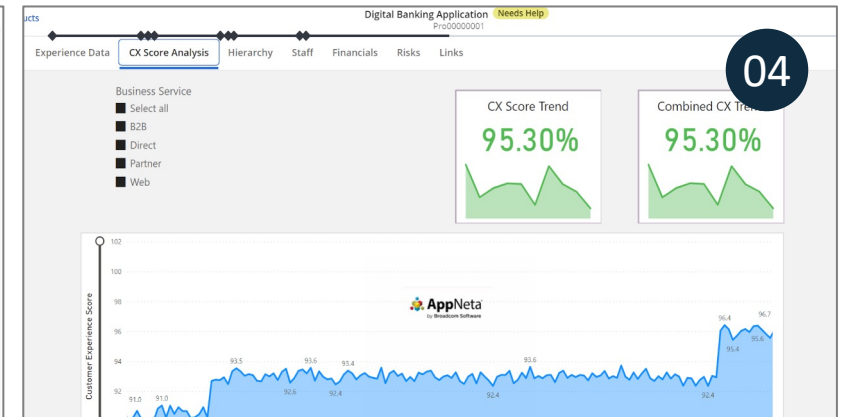 ucts
Digital Banking Application Needs Help
Pro00000001
Experience Data CX Score Analysis Hierarchy Staff Financials Risks Links
04
Business Service
Select all
B2B
Direct
Partner
Web
CX Score Trend
95.30%
Combined CX Tren
95.30%
102
100
98
96
94
92
Customer Experience Score
AppNeta
by Broadcom Software
91.0
91.0
93.5
92.6
93.6
92.4
93.4
92.4
93.6
92.4
96.4
95.4
96.7
95.6